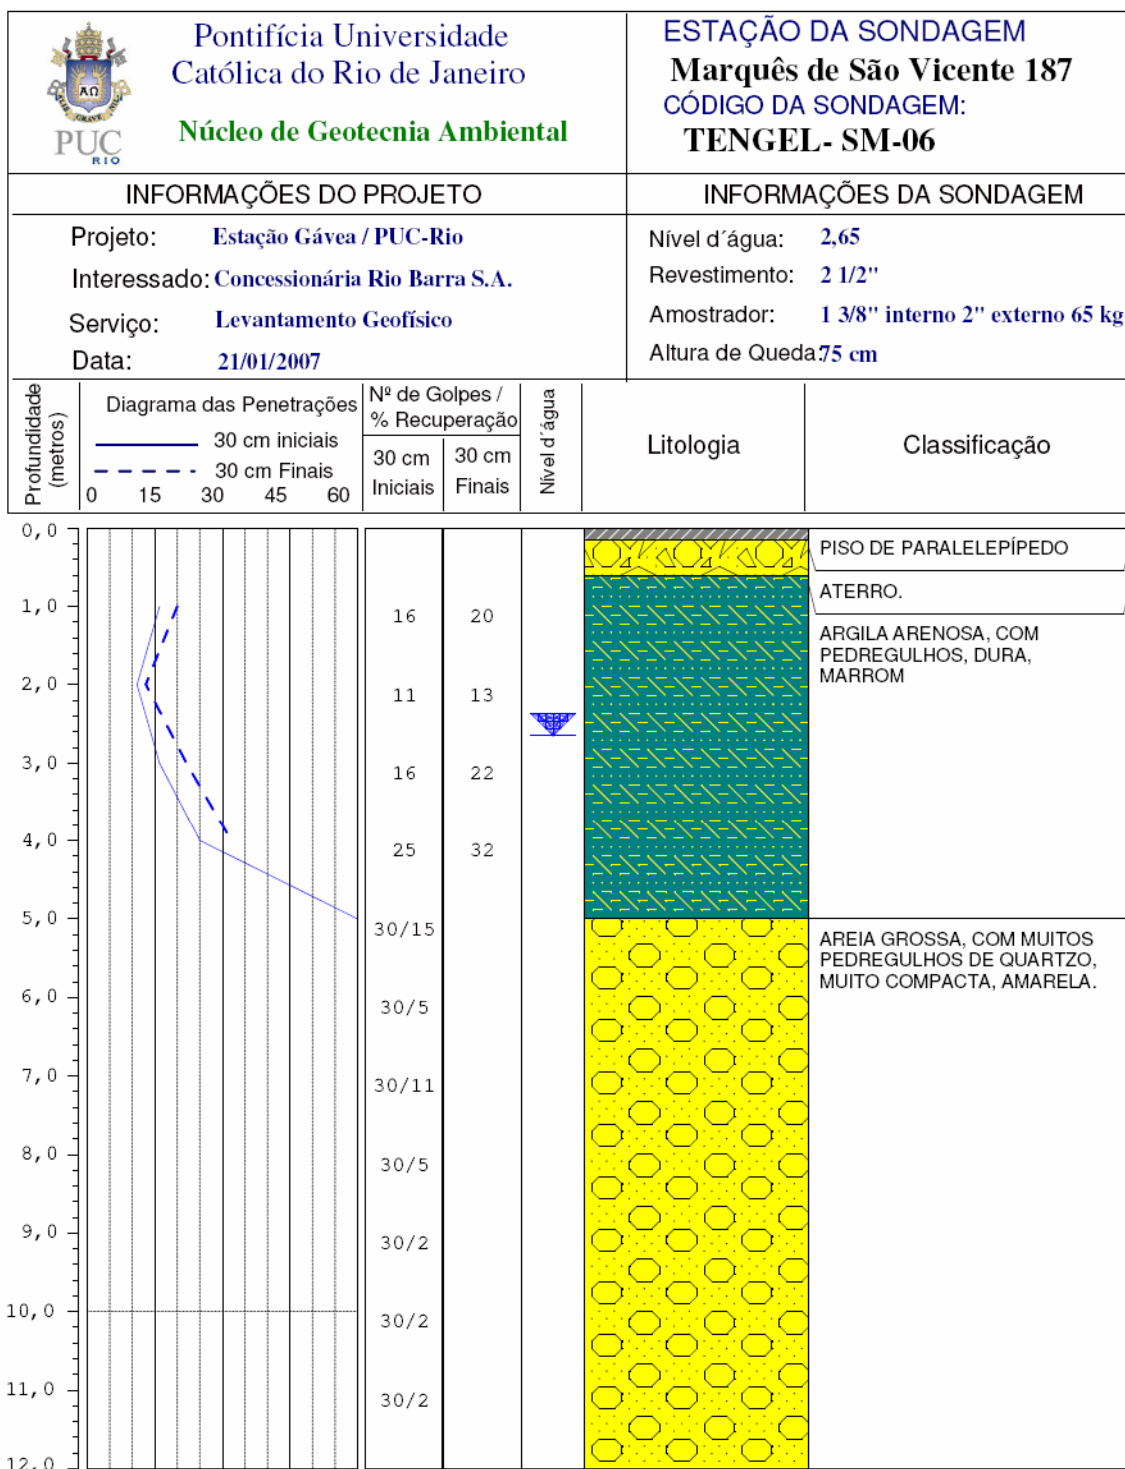 Pontifícia Universidade
Católica do Rio de Janeiro
Núcleo de Geotecnia Ambiental
ΑΩ
PUC
RIO
ESTAÇÃO DA SONDAGEM
Marquês de São Vicente 187
CÓDIGO DA SONDAGEM:
TENGEL- SM-06
INFORMAÇÕES DO PROJETO
Projeto: Estação Gávea / PUC-Rio
Interessado: Concessionária Rio Barra S.A.
Serviço: Levantamento Geofísico
Data: 21/01/2007
INFORMAÇÕES DA SONDAGEM
Nível d´água: 2,65
Revestimento: 2 1/2"
Amostrador: 1 3/8" interno 2" externo 65 kg
Altura de Queda: 75 cm
Profundidade
(metros)
Diagrama das Penetrações
30 cm iniciais
30 cm Finais
0 15 30 45 60
Nº de Golpes /
% Recuperação
30 cm
Iniciais
30 cm
Finais
Nível d´água
Litologia
Classificação
0,0
PISO DE PARALELEPÍPEDO
ATERRO.
1,0
16 20
ARGILA ARENOSA, COM
PEDREGULHOS, DURA,
MARROM
2,0
11 13
3,0
16 22
4,0
25 32
5,0
30/15
AREIA GROSSA, COM MUITOS
PEDREGULHOS DE QUARTZO,
MUITO COMPACTA, AMARELA.
6,0
30/5
7,0
30/11
8,0
30/5
9,0
30/2
10,0
30/2
11,0
30/2
12,0